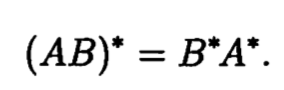 (AB)* = B*A*.